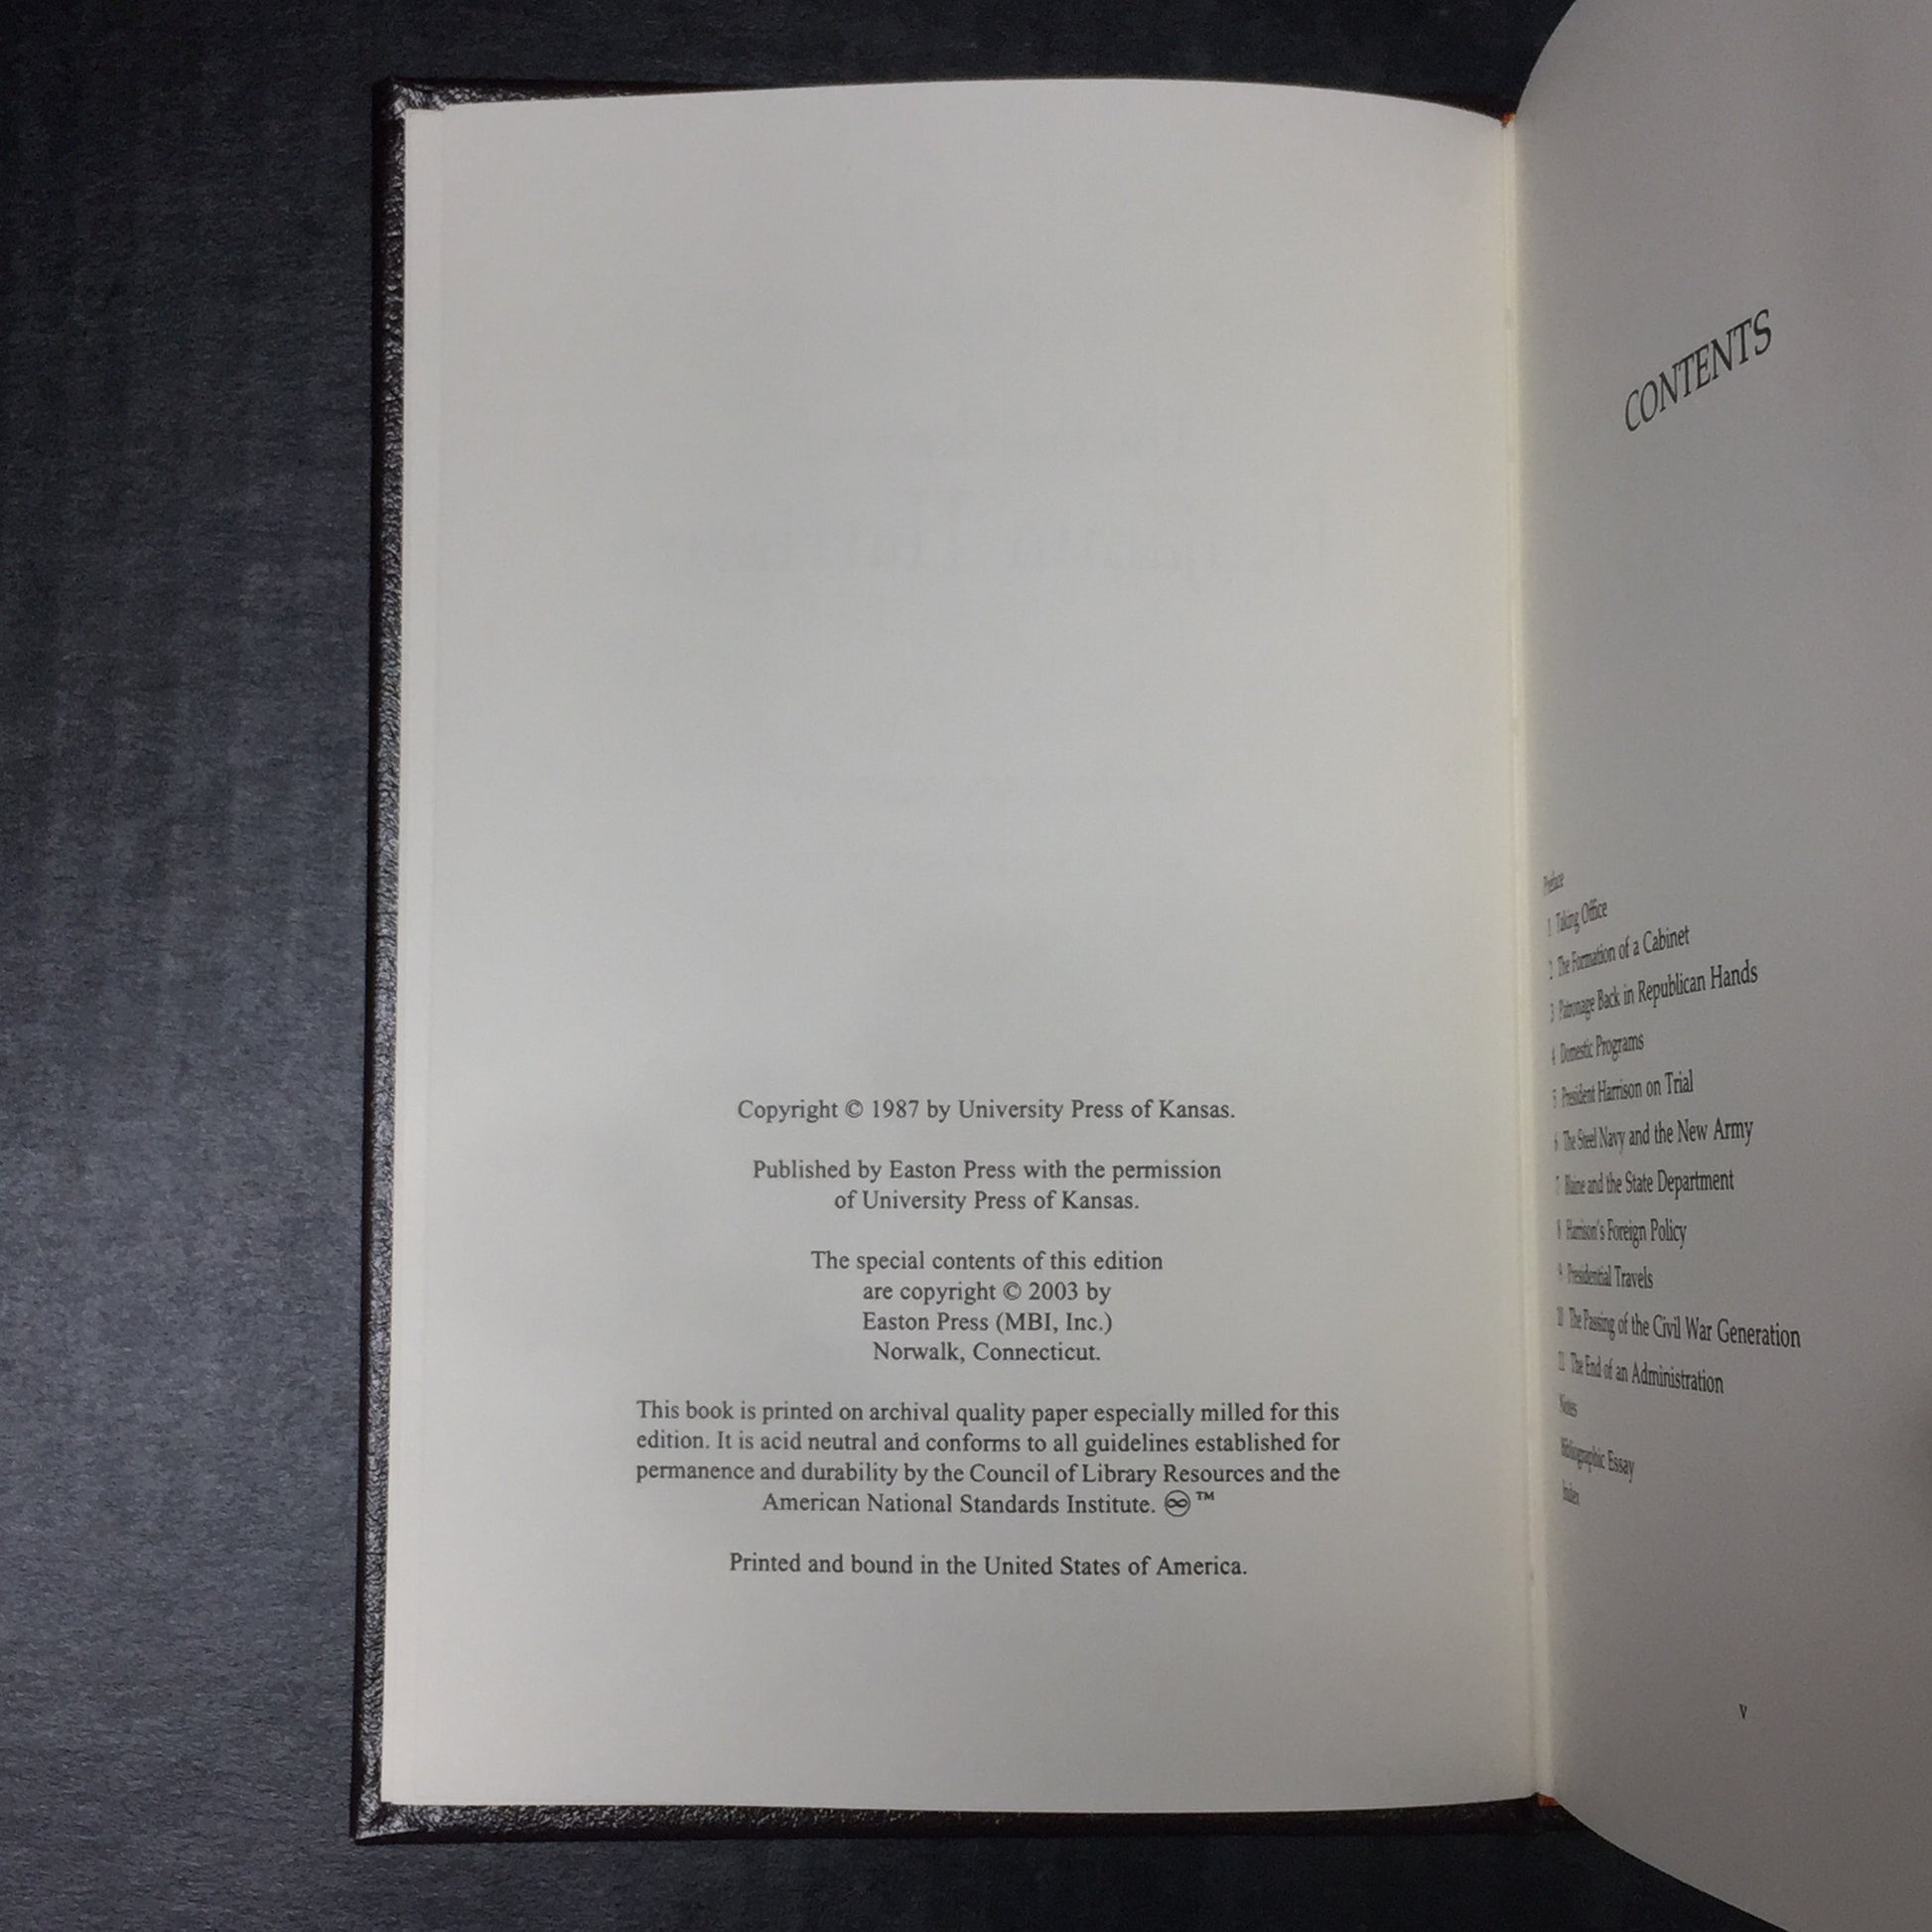 Copyright © 1987 by University Press of Kansas.
Published by Easton Press with the permission
of University Press of Kansas.
The special contents of this edition
are copyright © 2003 by
Easton Press (MBI, Inc.)
Norwalk, Connecticut.
This book is printed on archival quality paper especially milled for this
edition. It is acid neutral and conforms to all guidelines established for
permanence and durability by the Council of Library Resources and the
American National Standards Institute. ♾™
Printed and bound in the United States of America.
CONTENTS
Preface
1 Taking Office
2 The Formation of a Cabinet
3 Patronage Back in Republican Hands
4 Domestic Programs
5 President Harrison on Trial
6 The Steel Navy and the New Army
7 Blaine and the State Department
8 Harrison's Foreign Policy
9 Presidential Travels
10 The Passing of the Civil War Generation
11 The End of an Administration
Notes
Bibliographic Essay
Index
v